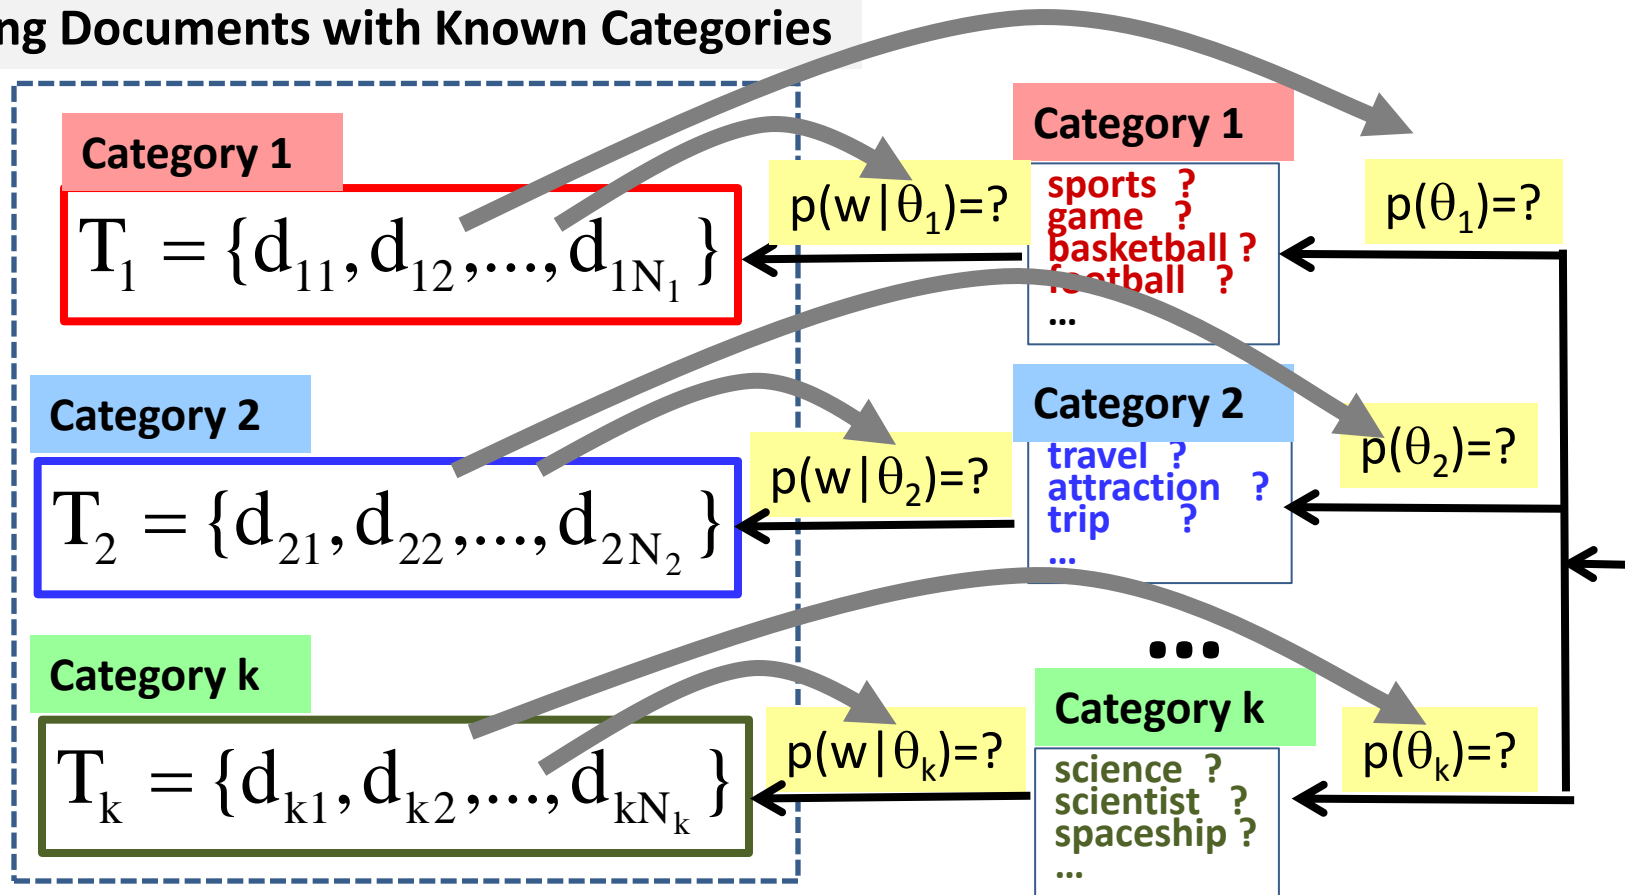 ng Documents with Known Categories
Category 1
T₁ = {d₁₁, d₁₂,..., d₁N₁}
p(w|θ₁)=?
Category 1
sports ?
game ?
basketball ?
football ?
...
p(θ₁)=?
Category 2
T₂ = {d₂₁, d₂₂,..., d₂N₂}
p(w|θ₂)=?
Category 2
travel ?
attraction ?
trip ?
...
p(θ₂)=?
...
Category k
Tₖ = {dₖ₁, dₖ₂,..., dₖNₖ}
p(w|θₖ)=?
Category k
science ?
scientist ?
spaceship ?
...
p(θₖ)=?